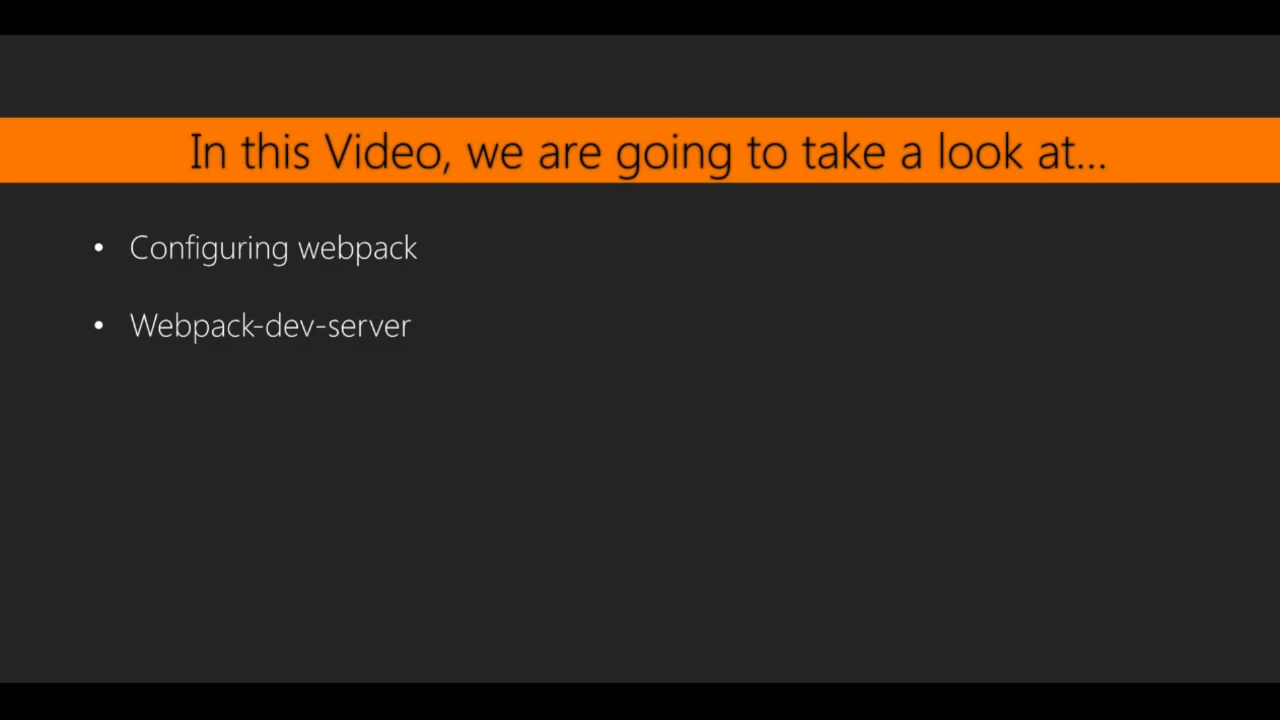 In this Video, we are going to take a look at...
• Configuring webpack
• Webpack-dev-server